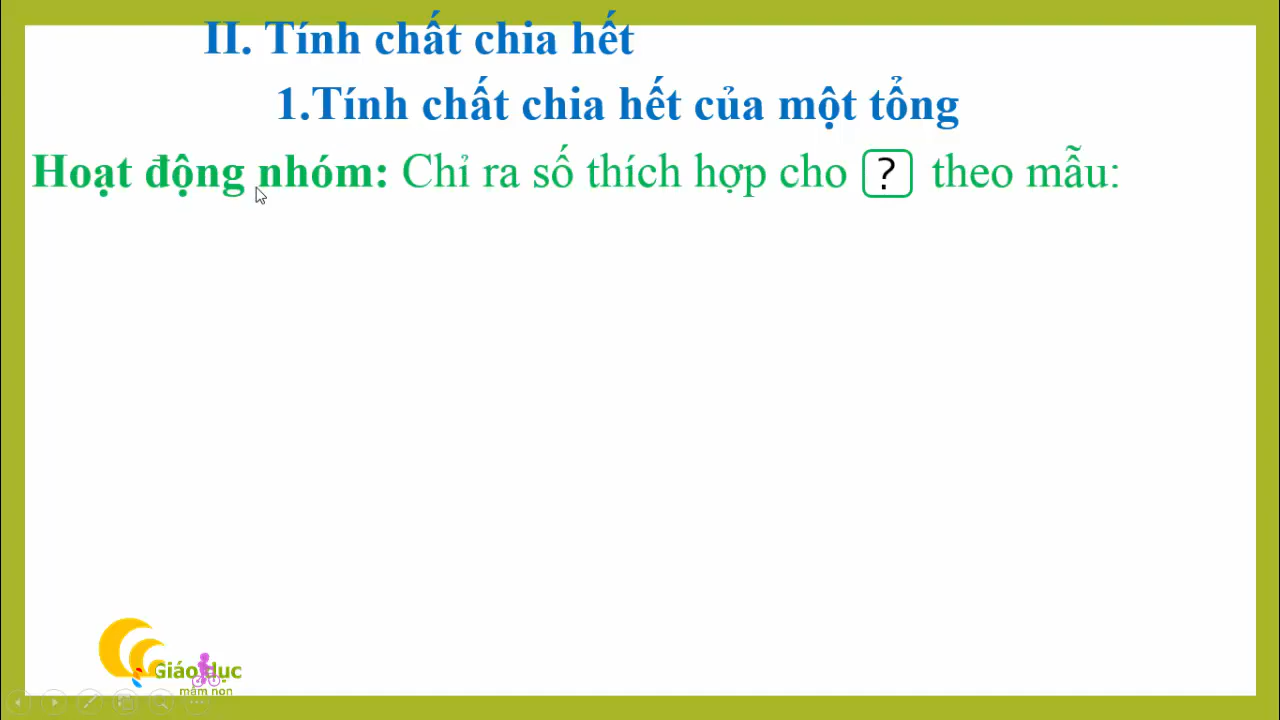 II. Tính chất chia hết
1.Tính chất chia hết của một tổng
Hoạt động nhóm: Chỉ ra số thích hợp cho ? theo mẫu:
Giáo dục
mầm non